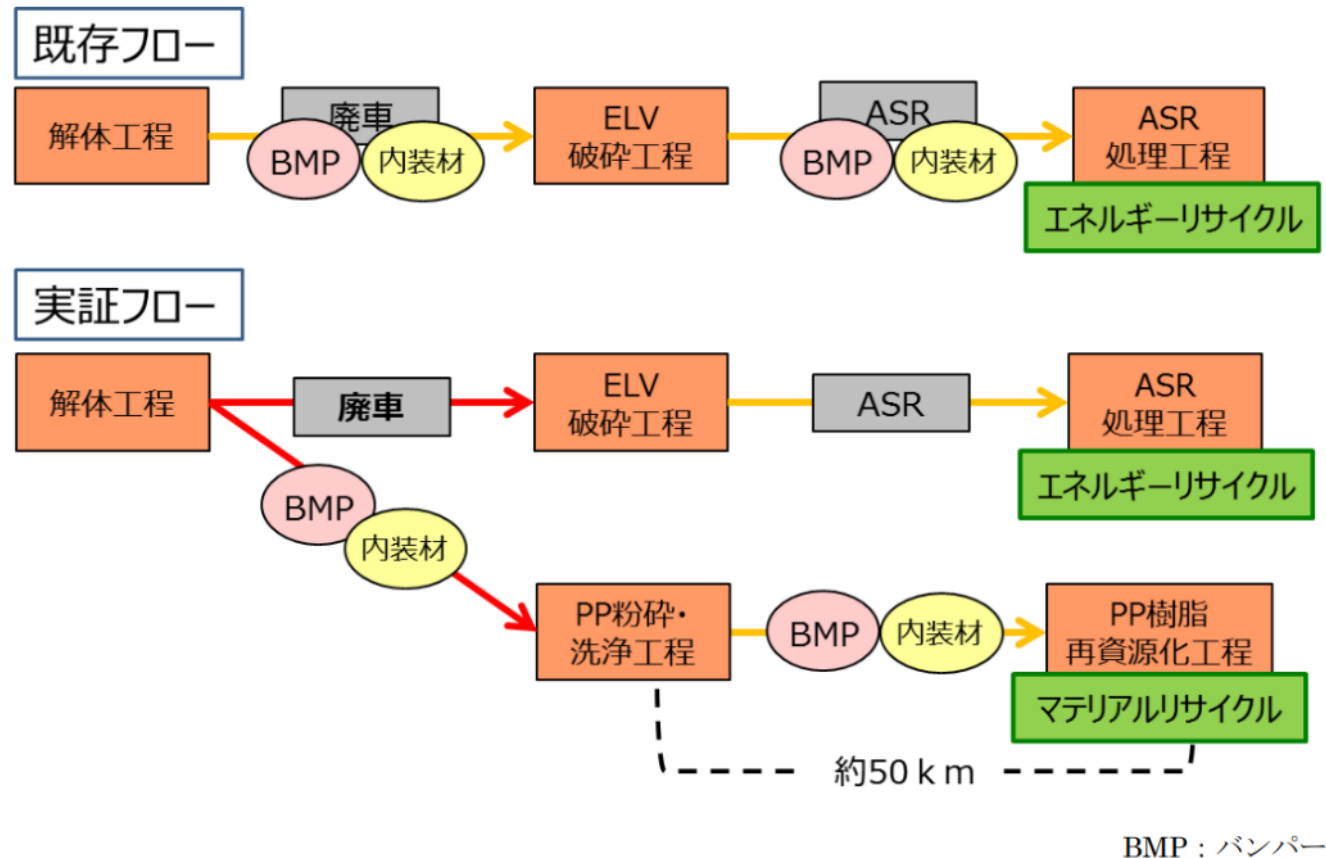 既存フロー
解体工程
廃車
BMP
内装材
ELV
破砕工程
ASR
BMP
内装材
ASR
処理工程
エネルギーリサイクル
実証フロー
解体工程
廃車
ELV
破砕工程
ASR
ASR
処理工程
エネルギーリサイクル
BMP
内装材
PP粉砕・
洗浄工程
BMP
内装材
PP樹脂
再資源化工程
マテリアルリサイクル
約50ｋｍ
BMP：バンパー